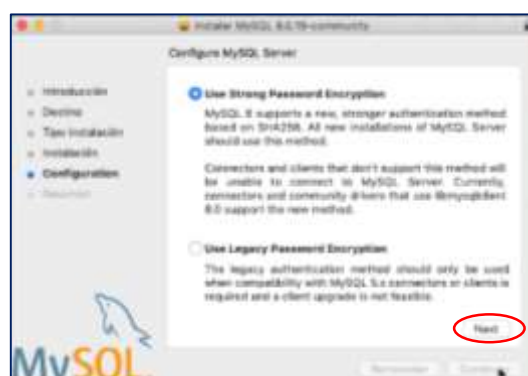 Instalar MySQL 8.0.19-community
Configure MySQL Server
Introducción
Destino
Tipo Instalación
Instalación
Configuration
Resumen
Use Strong Password Encryption
MySQL 8 supports a new, stronger authentication method
based on SHA256. All new installations of MySQL Server
should use this method.
Connectors and clients that don't support this method will
be unable to connect to MySQL Server. Currently,
connectors and community drivers that use libmysqlclient
8.0 support the new method.
Use Legacy Password Encryption
The legacy authentication method should only be used
when compatibility with MySQL 5.x connectors or clients is
required and a client upgrade is not feasible.
Next
MySQL